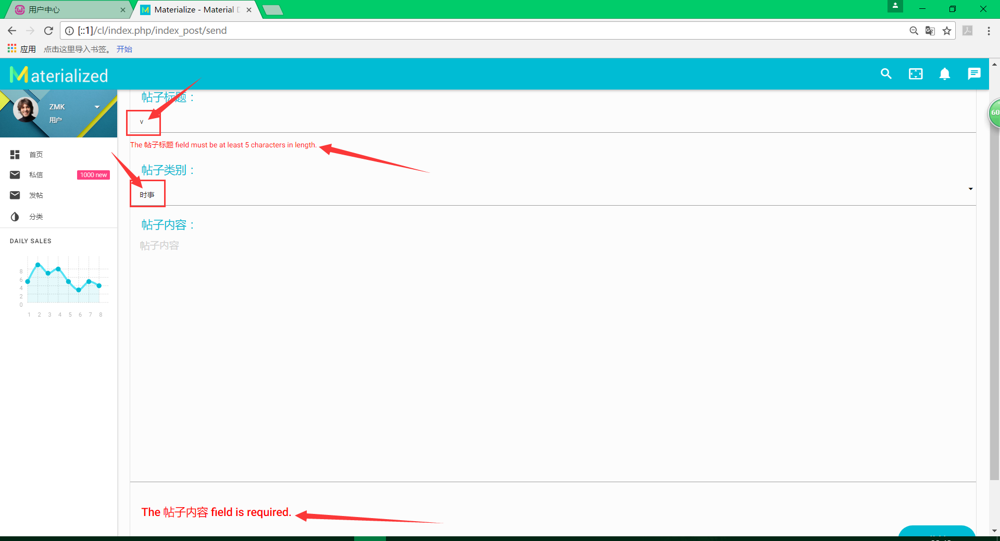 用户中心
Materialize - Material D
[::1]/cl/index.php/index_post/send
应用 点击这里导入书签。 开始
Materialized
ZMK
用户
首页
私信 1000 new
发帖
分类
DAILY SALES
8
6
4
2
0
1 2 3 4 5 6 7 8
帖子标题：
v
The 帖子标题 field must be at least 5 characters in length.
帖子类别：
时事
帖子内容：
帖子内容
The 帖子内容 field is required.
60